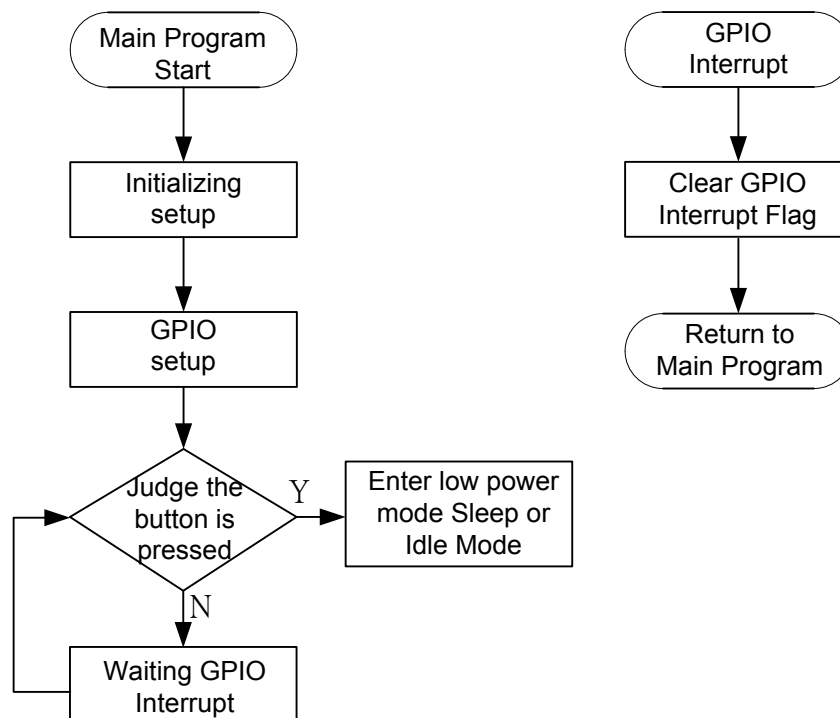 Main Program
Start
Initializing
setup
GPIO
setup
Judge the
button is
pressed
Y
Enter low power
mode Sleep or
Idle Mode
N
Waiting GPIO
Interrupt
GPIO
Interrupt
Clear GPIO
Interrupt Flag
Return to
Main Program